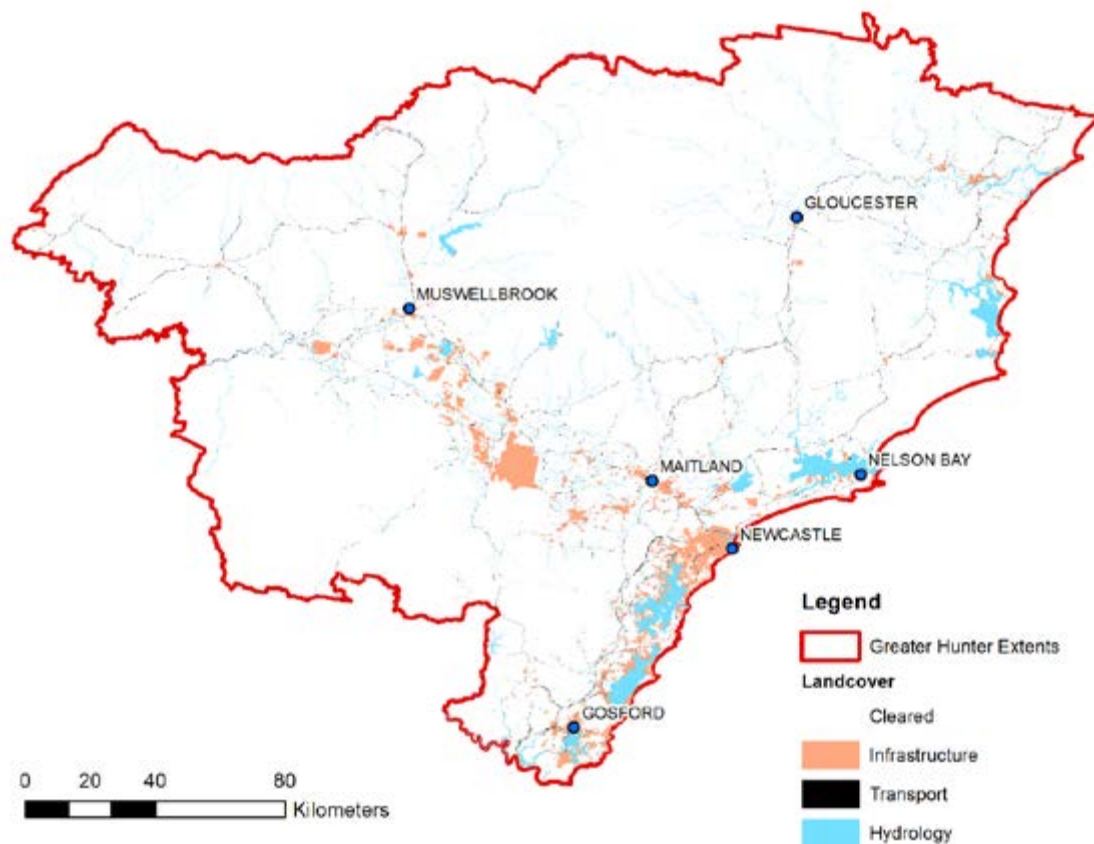 GLOUCESTER
MUSWELLBROOK
MAITLAND
NELSON BAY
NEWCASTLE
GOSFORD
Legend
Greater Hunter Extents
Landcover
Cleared
Infrastructure
Transport
Hydrology
0 20 40 80
Kilometers